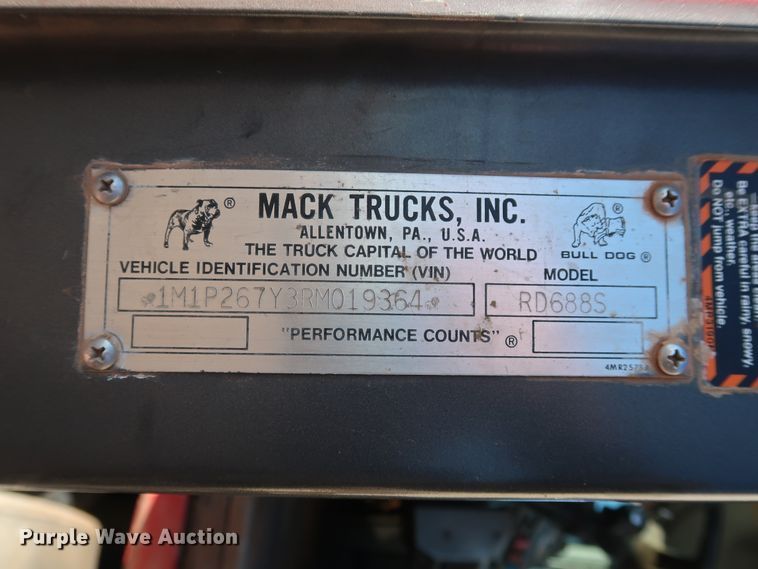 MACK TRUCKS, INC.
ALLENTOWN, PA., U.S.A.
THE TRUCK CAPITAL OF THE WORLD
®
®
BULL DOG ®
VEHICLE IDENTIFICATION NUMBER (VIN)
MODEL
1M1P267Y3RM019364
RD688S
"PERFORMANCE COUNTS" ®
Be EXTRA careful in rainy, snowy,
etc. weather.
Do NOT jump from vehicle.
Purple Wave Auction